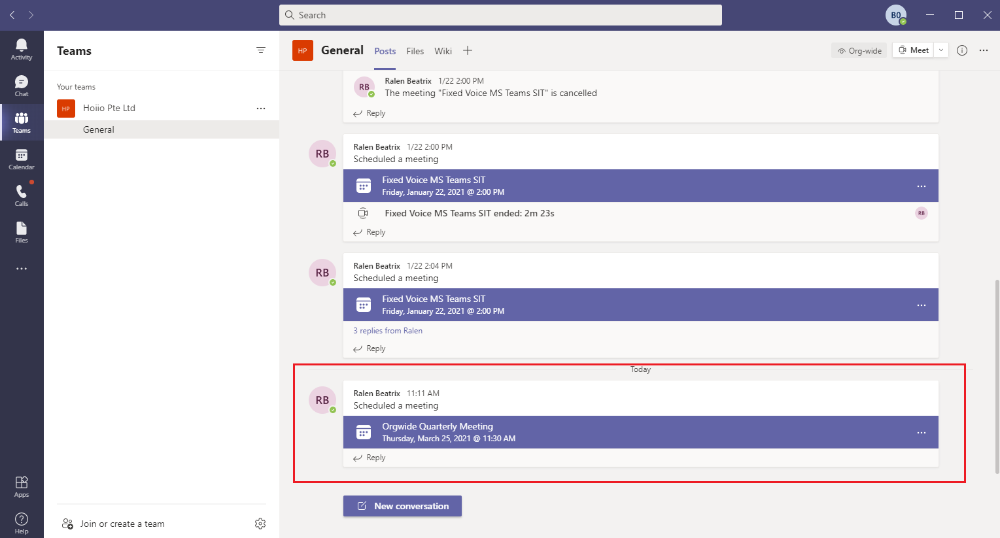 Search
BO
Activity
Chat
Teams
Calendar
Calls
Files
Apps
Help
Teams
Your teams
HP
Hoiio Pte Ltd
General
Join or create a team
HP
General
Posts
Files
Wiki
Org-wide
Meet
RB
Ralen Beatrix 1/22 2:00 PM
The meeting "Fixed Voice MS Teams SIT" is cancelled
Reply
RB
Ralen Beatrix 1/22 2:00 PM
Scheduled a meeting
Fixed Voice MS Teams SIT
Friday, January 22, 2021 @ 2:00 PM
Fixed Voice MS Teams SIT ended: 2m 23s
RB
Reply
RB
Ralen Beatrix 1/22 2:04 PM
Scheduled a meeting
Fixed Voice MS Teams SIT
Friday, January 22, 2021 @ 2:00 PM
3 replies from Ralen
Reply
Today
RB
Ralen Beatrix 11:11 AM
Scheduled a meeting
Orgwide Quarterly Meeting
Thursday, March 25, 2021 @ 11:30 AM
Reply
New conversation